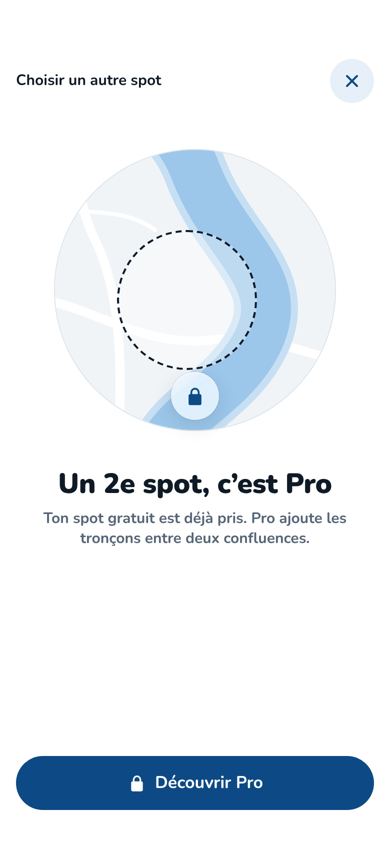 Choisir un autre spot
Un 2e spot, c’est Pro
Ton spot gratuit est déjà pris. Pro ajoute les
tronçons entre deux confluences.
Découvrir Pro